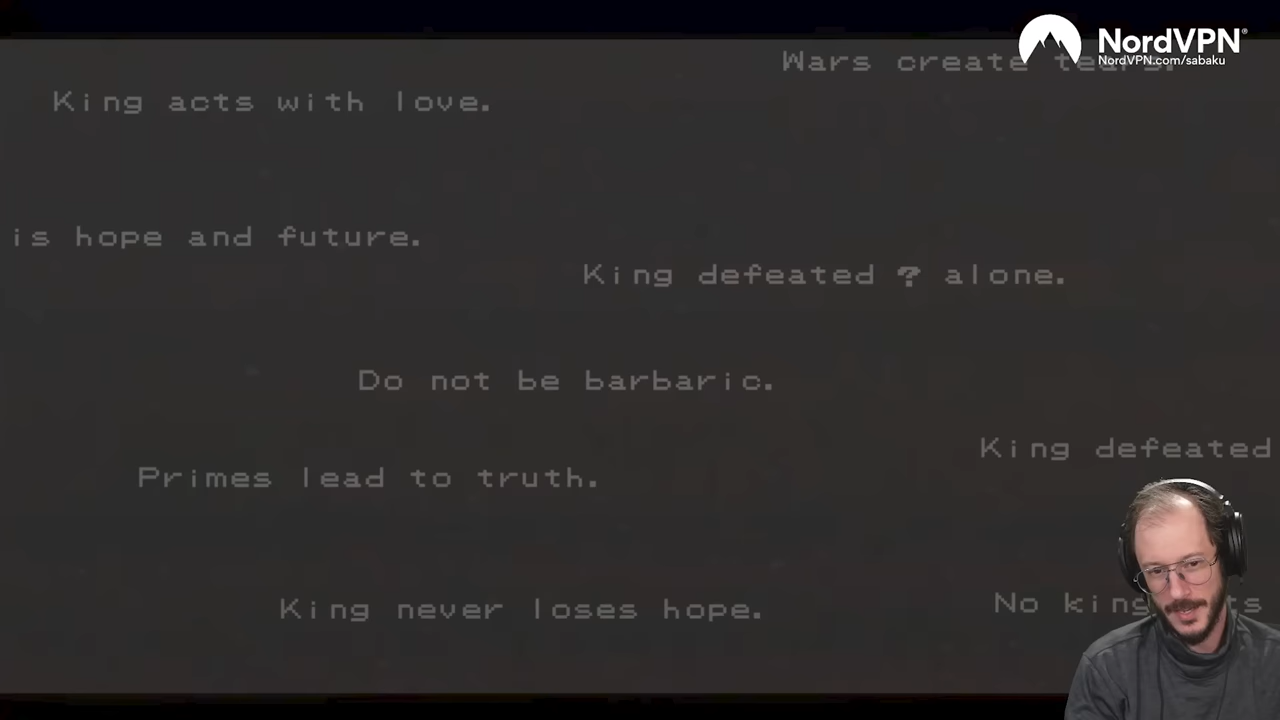 NordVPN®
NordVPN.com/sabaku
Wars create
King acts with love.
is hope and future.
King defeated ? alone.
Do not be barbaric.
King defeated
Primes lead to truth.
King never loses hope.
No king